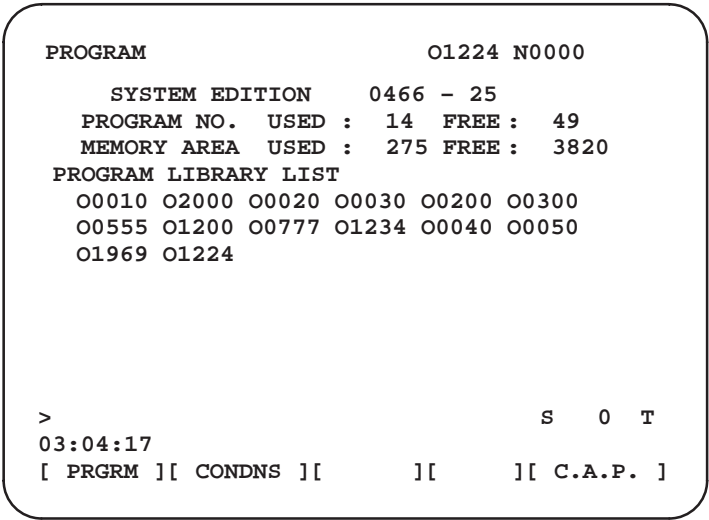 PROGRAM O1224 N0000
SYSTEM EDITION 0466 – 25
PROGRAM NO. USED : 14 FREE : 49
MEMORY AREA USED : 275 FREE : 3820
PROGRAM LIBRARY LIST
O0010 O2000 O0020 O0030 O0200 O0300
O0555 O1200 O0777 O1234 O0040 O0050
O1969 O1224
> S 0 T
03:04:17
[ PRGRM ][ CONDNS ][ ][ ][ C.A.P. ]